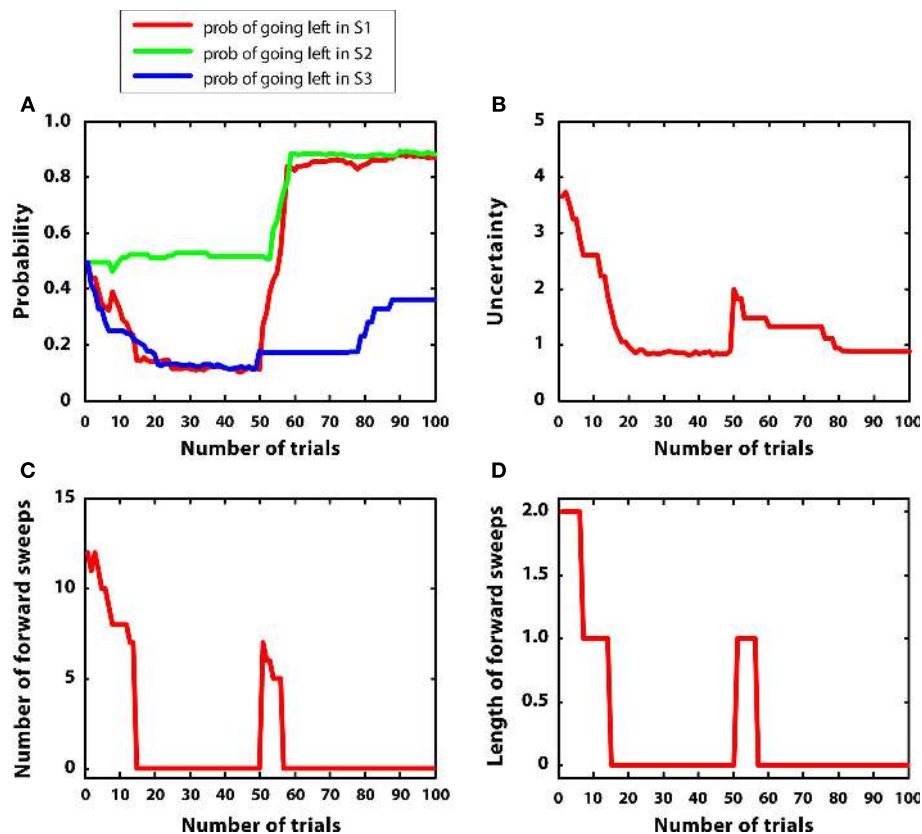 prob of going left in S1
prob of going left in S2
prob of going left in S3
A
1.0
0.8
0.6
0.4
0.2
0
Probability
0 10 20 30 40 50 60 70 80 90 100
Number of trials
B
5
4
3
2
1
0
Uncertainty
0 10 20 30 40 50 60 70 80 90 100
Number of trials
C
15
10
5
0
Number of forward sweeps
0 10 20 30 40 50 60 70 80 90 100
Number of trials
D
2.0
1.5
1.0
0.5
0
Length of forward sweeps
0 10 20 30 40 50 60 70 80 90 100
Number of trials